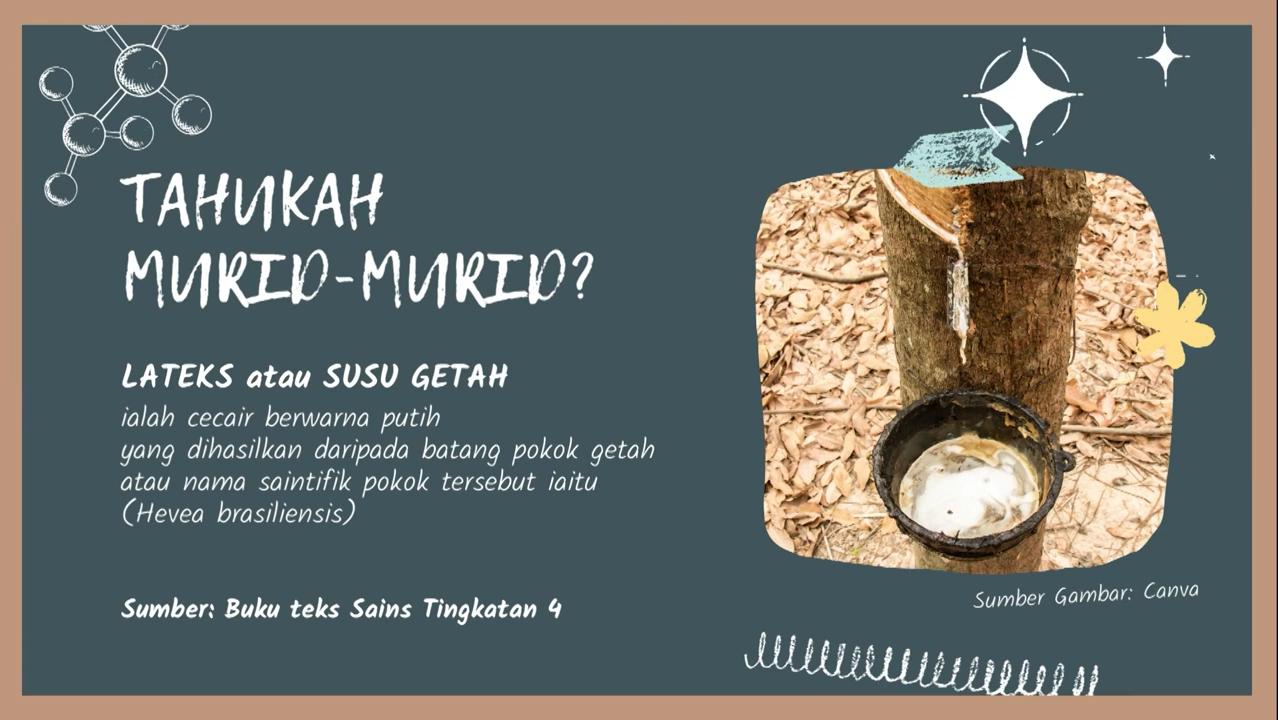 TAHUKAH
MURID-MURID?
LATEKS atau SUSU GETAH
ialah cecair berwarna putih
yang dihasilkan daripada batang pokok getah
atau nama saintifik pokok tersebut iaitu
(Hevea brasiliensis)
Sumber: Buku teks Sains Tingkatan 4
Sumber Gambar: Canva